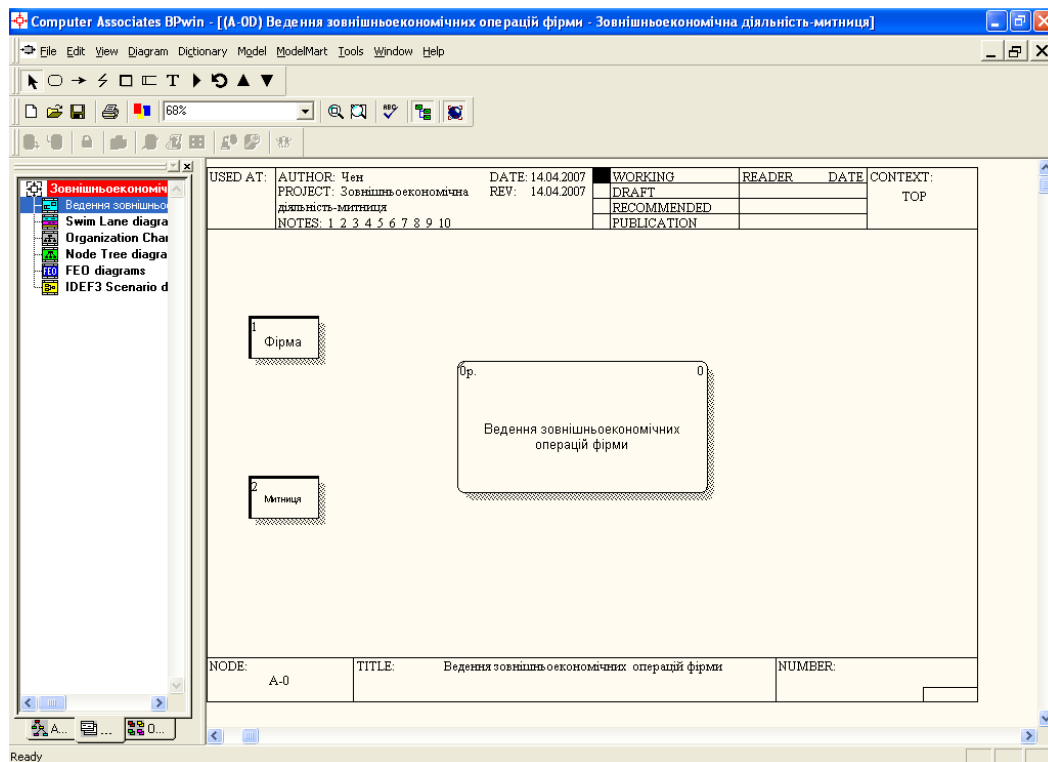 Computer Associates BPwin - [(A-0D) Ведення зовнішньоекономічних операцій фірми - Зовнішньоекономічна діяльність-митниця]
File Edit View Diagram Dictionary Model ModelMart Tools Window Help
T
68%
ABC
Зовнішньоекономіч
Ведення зовнішньо
Swim Lane diagra
Organization Char
Node Tree diagra
FEO diagrams
IDEF3 Scenario d
A...
...
O...
USED AT:
AUTHOR: Чен
DATE: 14.04.2007
PROJECT: Зовнішньоекономічна
REV: 14.04.2007
діяльність-митниця
NOTES: 1 2 3 4 5 6 7 8 9 10
WORKING
DRAFT
RECOMMENDED
PUBLICATION
READER DATE
CONTEXT:
TOP
1
Фірма
0р. 0
Ведення зовнішньоекономічних
операцій фірми
2
Митниця
NODE:
A-0
TITLE: Ведення зовнішньоекономічних операцій фірми
NUMBER:
Ready